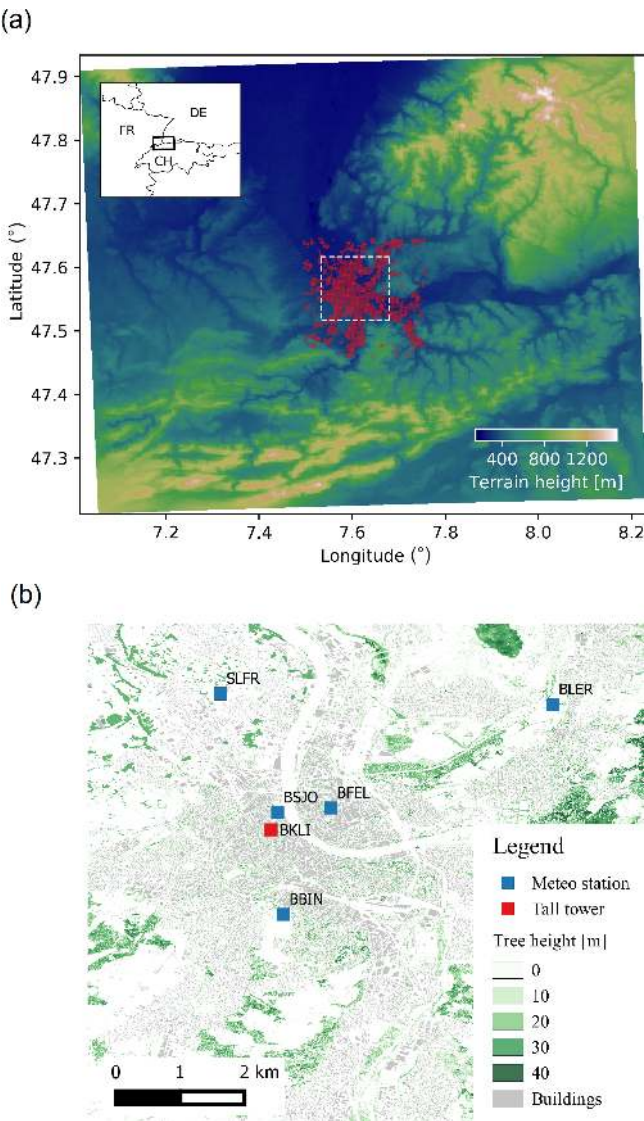 (a)
47.9
47.8
47.7
47.6
47.5
47.4
47.3
Latitude (°)
DE
FR
CH
400 800 1200
Terrain height [m]
7.2 7.4 7.6 7.8 8.0 8.2
Longitude (°)
(b)
SLFR
BLER
BSJO
BFEL
BKLI
BBIN
Legend
Meteo station
Tall tower
Tree height [m]
0
10
20
30
40
Buildings
0 1 2 km